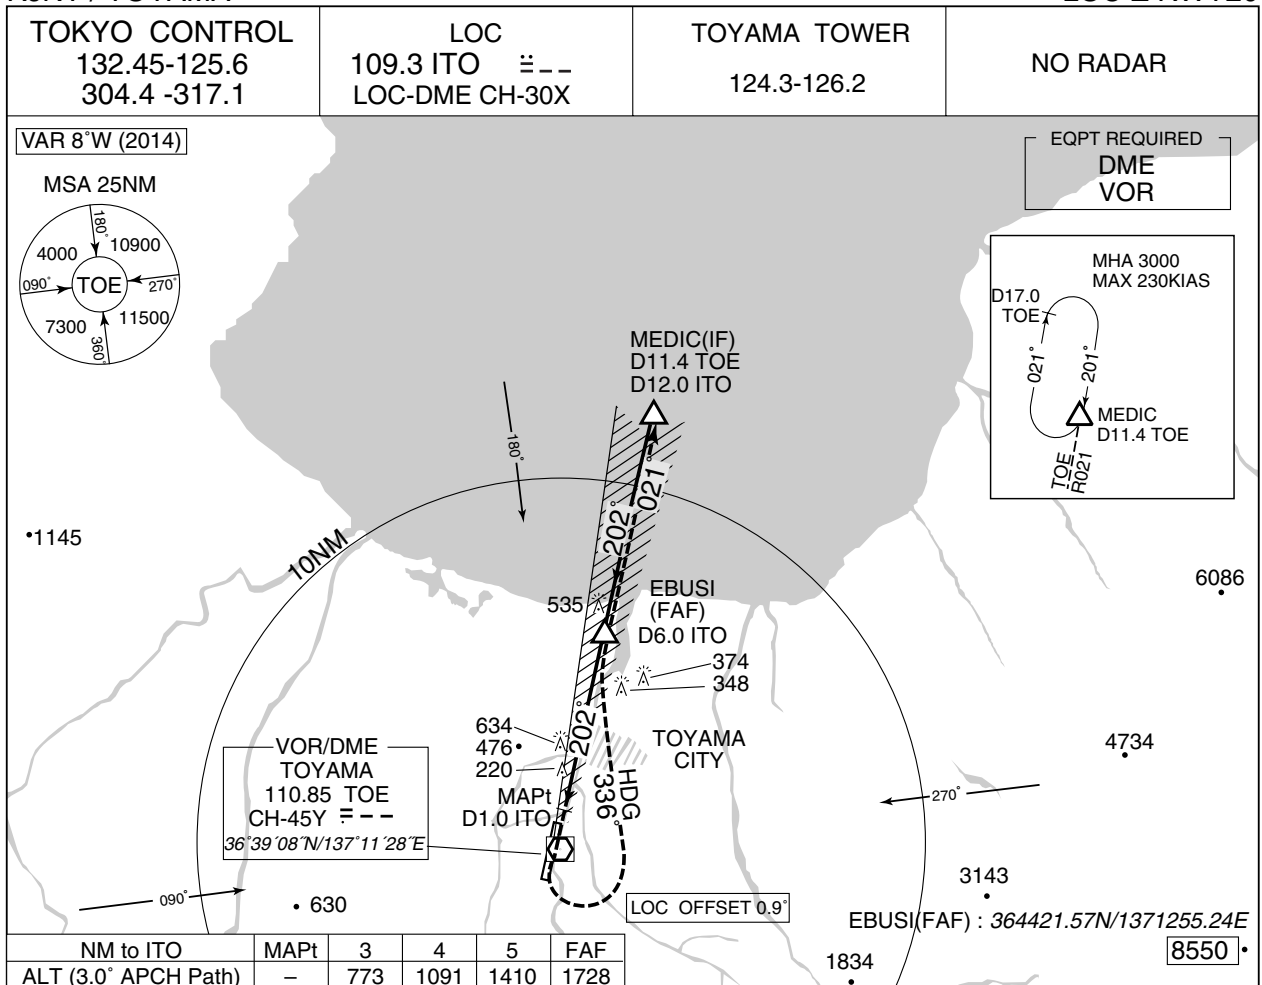 TOKYO CONTROL
132.45-125.6
304.4 -317.1
LOC
109.3 ITO
LOC-DME CH-30X
TOYAMA TOWER
124.3-126.2
NO RADAR
VAR 8˚W (2014)
MSA 25NM
180˚
4000
10900
090˚
TOE
270˚
7300
11500
360˚
EQPT REQUIRED
DME
VOR
MHA 3000
MAX 230KIAS
D17.0
TOE
021˚
201˚
MEDIC
D11.4 TOE
TOE
R021
MEDIC(IF)
D11.4 TOE
D12.0 ITO
180˚
021˚
202˚
10NM
1145
6086
535
EBUSI
(FAF)
D6.0 ITO
374
348
634
476
220
202˚
TOYAMA
CITY
4734
VOR/DME
TOYAMA
110.85 TOE
CH-45Y
36˚39´08˝N/137˚11´28˝E
MAPt
D1.0 ITO
HDG
336˚
270˚
090˚
630
3143
LOC OFFSET 0.9˚
EBUSI(FAF) : 364421.57N/1371255.24E
8550
1834
NM to ITO MAPt 3 4 5 FAF
ALT (3.0˚ APCH Path) – 773 1091 1410 1728